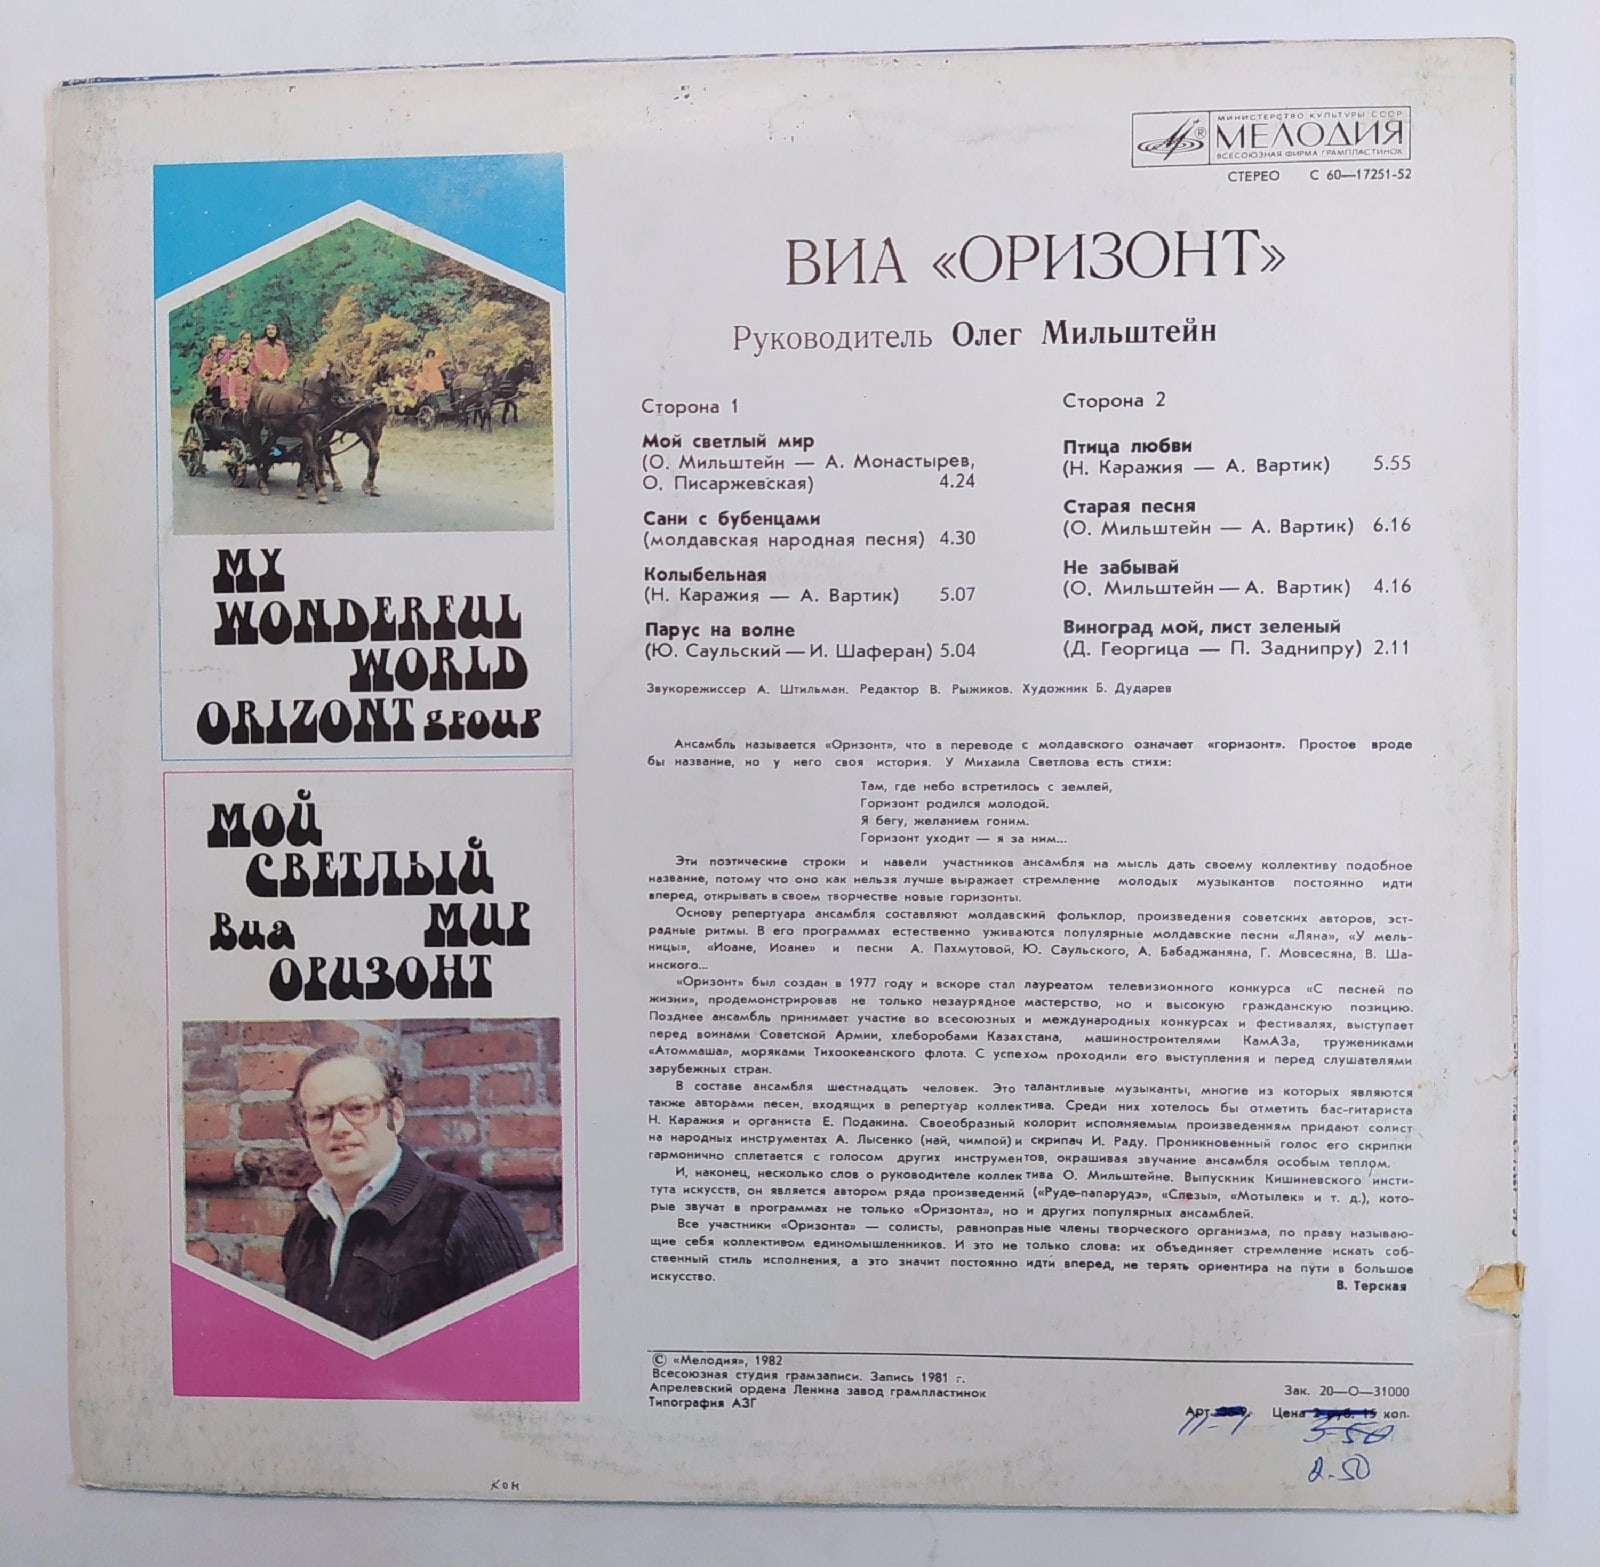 МИНИСТЕРСТВО КУЛЬТУРЫ СССР
МЕЛОДИЯ
ВСЕСОЮЗНАЯ ФИРМА ГРАМПЛАСТИНОК
СТЕРЕО С 60—17251-52
MY
WONDERFUL
WORLD
ORIZONT group
МОЙ
СВЕТЛЫЙ
Виа МИР
ОРИЗОНТ
ВИА «ОРИЗОНТ»
Руководитель Олег Мильштейн
Сторона 1
Мой светлый мир
(О. Мильштейн — А. Монастырев,
О. Писаржевская) 4.24
Сани с бубенцами
(молдавская народная песня) 4.30
Колыбельная
(Н. Каражия — А. Вартик) 5.07
Парус на волне
(Ю. Саульский — И. Шаферан) 5.04
Сторона 2
Птица любви
(Н. Каражия — А. Вартик) 5.55
Старая песня
(О. Мильштейн — А. Вартик) 6.16
Не забывай
(О. Мильштейн — А. Вартик) 4.16
Виноград мой, лист зеленый
(Д. Георгица — П. Заднипру) 2.11
Звукорежиссер А. Штильман. Редактор В. Рыжиков. Художник Б. Дударев
Ансамбль называется «Оризонт», что в переводе с молдавского означает «горизонт». Простое вроде
бы название, но у него своя история. У Михаила Светлова есть стихи:
Там, где небо встретилось с землей,
Горизонт родился молодой.
Я бегу, желанием гоним.
Горизонт уходит — я за ним...
Эти поэтические строки и навели участников ансамбля на мысль дать своему коллективу подобное
название, потому что оно как нельзя лучше выражает стремление молодых музыкантов постоянно идти
вперед, открывать в своем творчестве новые горизонты.
Основу репертуара ансамбля составляют молдавский фольклор, произведения советских авторов, эст-
радные ритмы. В его программах естественно уживаются популярные молдавские песни «Ляна», «У мель-
ницы», «Иоане, Иоане» и песни А. Пахмутовой, Ю. Саульского, А. Бабаджаняна, Г. Мовсесяна, В. Ша-
инского...
«Оризонт» был создан в 1977 году и вскоре стал лауреатом телевизионного конкурса «С песней по
жизни», продемонстрировав не только незаурядное мастерство, но и высокую гражданскую позицию.
Позднее ансамбль принимает участие во всесоюзных и международных конкурсах и фестивалях, выступает
перед воинами Советской Армии, хлеборобами Казахстана, машиностроителями КамАЗа, тружениками
«Атоммаша», моряками Тихоокеанского флота. С успехом проходили его выступления и перед слушателями
зарубежных стран.
В составе ансамбля шестнадцать человек. Это талантливые музыканты, многие из которых являются
также авторами песен, входящих в репертуар коллектива. Среди них хотелось бы отметить бас-гитариста
Н. Каражия и органиста Е. Подакина. Своеобразный колорит исполняемым произведениям придают солист
на народных инструментах А. Лысенко (най, чимпой) и скрипач И. Раду. Проникновенный голос его скрипки
гармонично сплетается с голосом других инструментов, окрашивая звучание ансамбля особым теплом.
И, наконец, несколько слов о руководителе коллектива О. Мильштейне. Выпускник Кишиневского инсти-
тута искусств, он является автором ряда произведений («Руде-папарудэ», «Слезы», «Мотылек» и т. д.), кото-
рые звучат в программах не только «Оризонта», но и других популярных ансамблей.
Все участники «Оризонта» — солисты, равноправные члены творческого организма, по праву называю-
щие себя коллективом единомышленников. И это не только слова: их объединяет стремление искать соб-
ственный стиль исполнения, а это значит постоянно идти вперед, не терять ориентира на пути в большое
искусство.
В. Терская
© «Мелодия», 1982
Всесоюзная студия грамзаписи. Запись 1981 г.
Апрелевский ордена Ленина завод грампластинок
Типография АЗГ
Зак. 20—О—31000
Арт. Цена 2 руб. 15 коп.
11-1 3-50
2.50
КОН